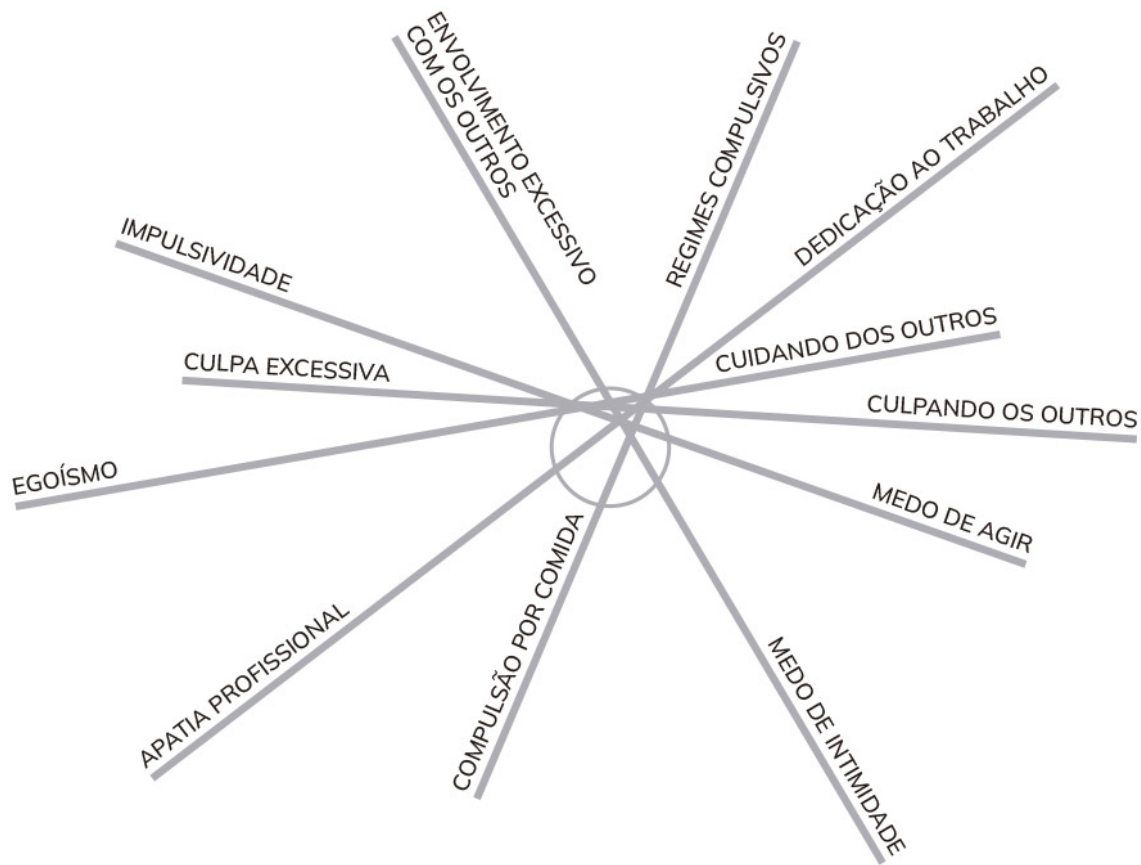 ENVOLVIMENTO EXCESSIVO
COM OS OUTROS
REGIMES COMPULSIVOS
DEDICAÇÃO AO TRABALHO
IMPULSIVIDADE
CULPA EXCESSIVA
CUIDANDO DOS OUTROS
CULPANDO OS OUTROS
EGOÍSMO
MEDO DE AGIR
APATIA PROFISSIONAL
COMPULSÃO POR COMIDA
MEDO DE INTIMIDADE